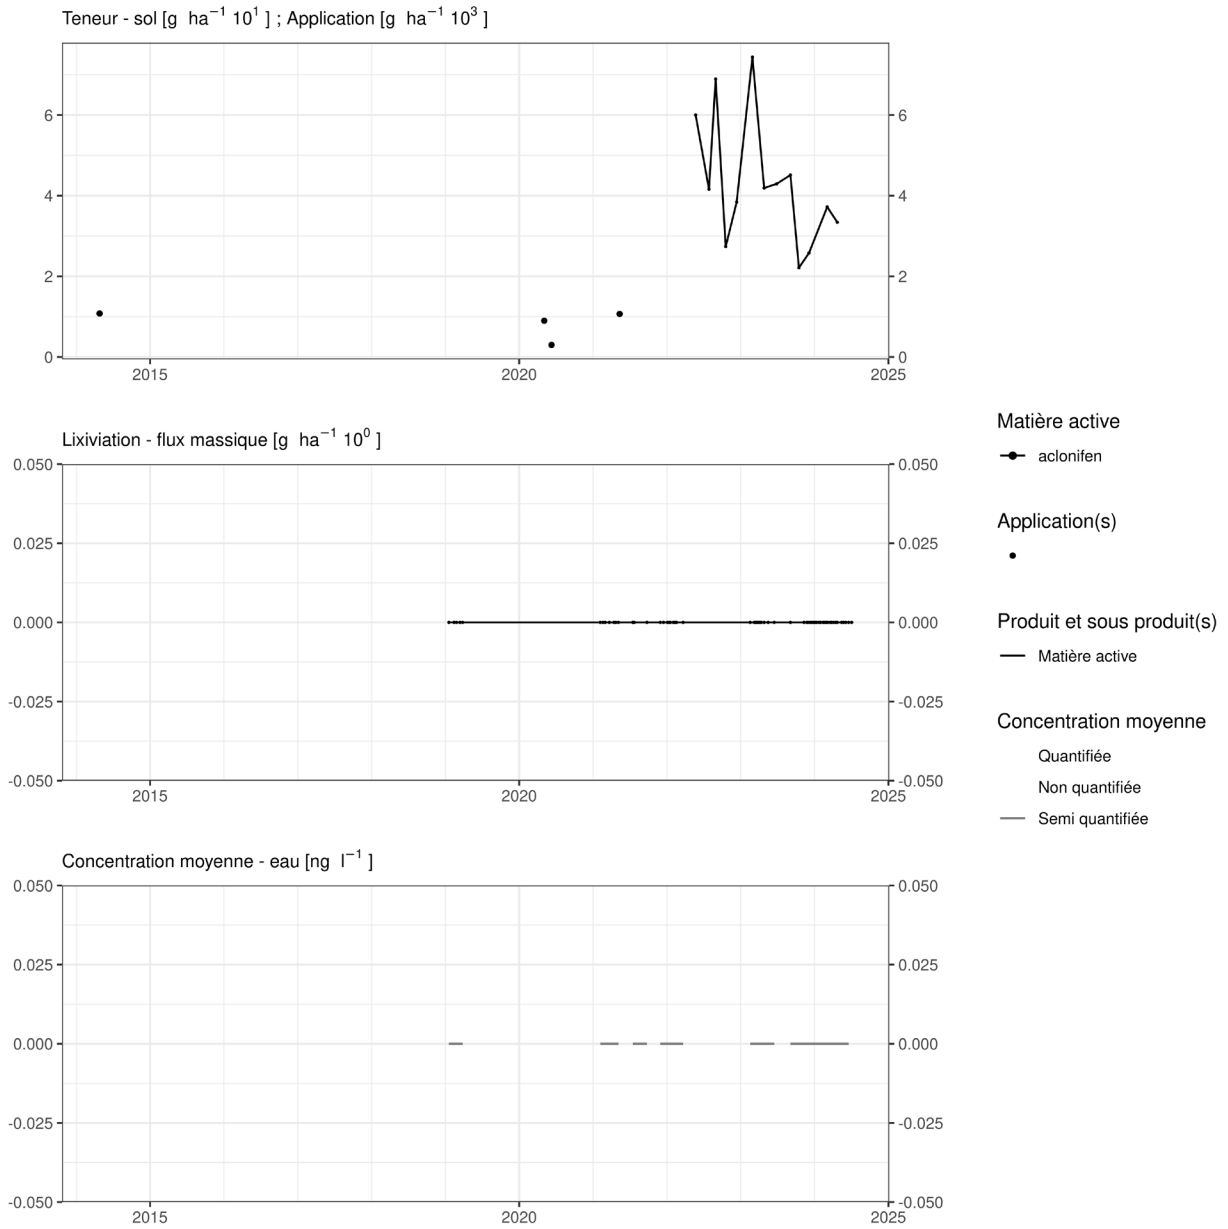 Teneur - sol [g ha⁻¹ 10¹ ] ; Application [g ha⁻¹ 10³ ]
6 6
4 4
2 2
0 0
2015 2020 2025
Lixiviation - flux massique [g ha⁻¹ 10⁰ ]
0.050 0.050
0.025 0.025
0.000 0.000
-0.025 -0.025
-0.050 -0.050
2015 2020 2025
Concentration moyenne - eau [ng l⁻¹ ]
0.050 0.050
0.025 0.025
0.000 0.000
-0.025 -0.025
-0.050 -0.050
2015 2020 2025
Matière active
aclonifen
Application(s)
Produit et sous produit(s)
Matière active
Concentration moyenne
Quantifiée
Non quantifiée
Semi quantifiée